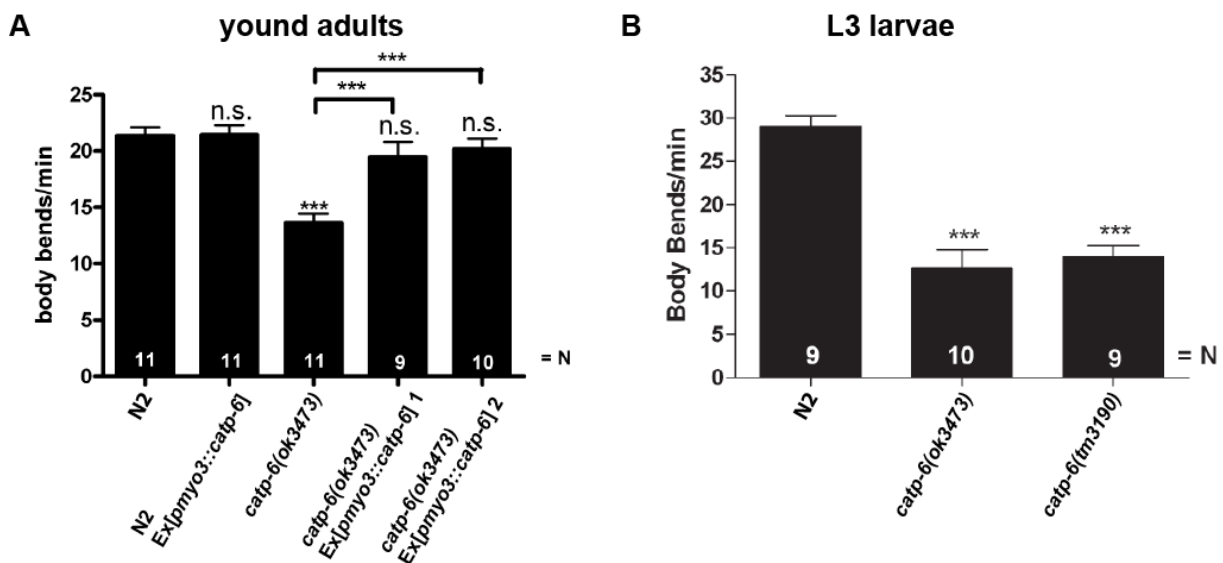 A
young adults
***
***
25
20
15
10
5
0
body bends/min
n.s.
***
n.s.
n.s.
11
11
11
9
10
= N
N2
N2
Ex[pmyo3::catp-6]
catp-6(ok3473)
catp-6(ok3473)
Ex[pmyo3::catp-6] 1
catp-6(ok3473)
Ex[pmyo3::catp-6] 2
B
L3 larvae
35
30
25
20
15
10
5
0
Body Bends/min
***
***
9
10
9
= N
N2
catp-6(ok3473)
catp-6(tm3190)